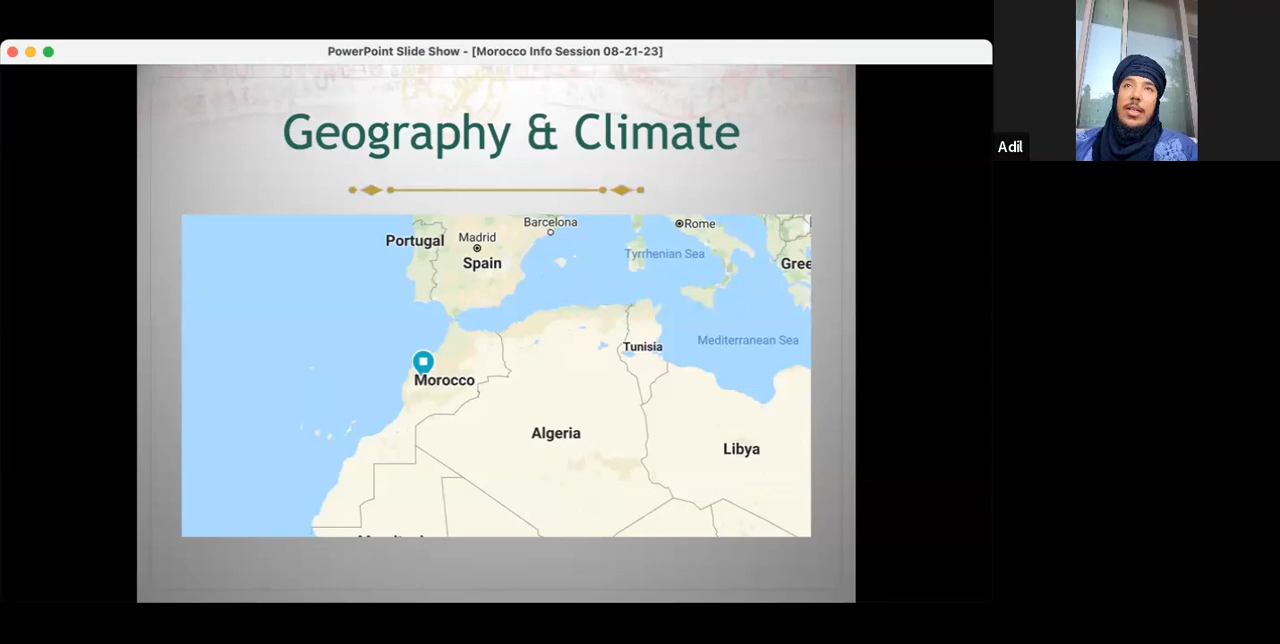 PowerPoint Slide Show - [Morocco Info Session 08-21-23]
Adil
Geography & Climate
Barcelona
Rome
Portugal
Madrid
Spain
Tyrrhenian Sea
Gree
Tunisia
Mediterranean Sea
Morocco
Algeria
Libya